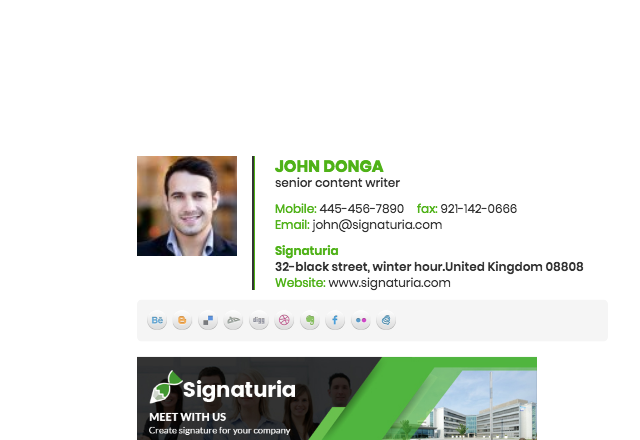 JOHN DONGA
senior content writer
Mobile: 445-456-7890 fax: 921-142-0666
Email: john@signaturia.com
Signaturia
32-black street, winter hour.United Kingdom 08808
Website: www.signaturia.com
Bē digg f
Signaturia
MEET WITH US
Create signature for your company